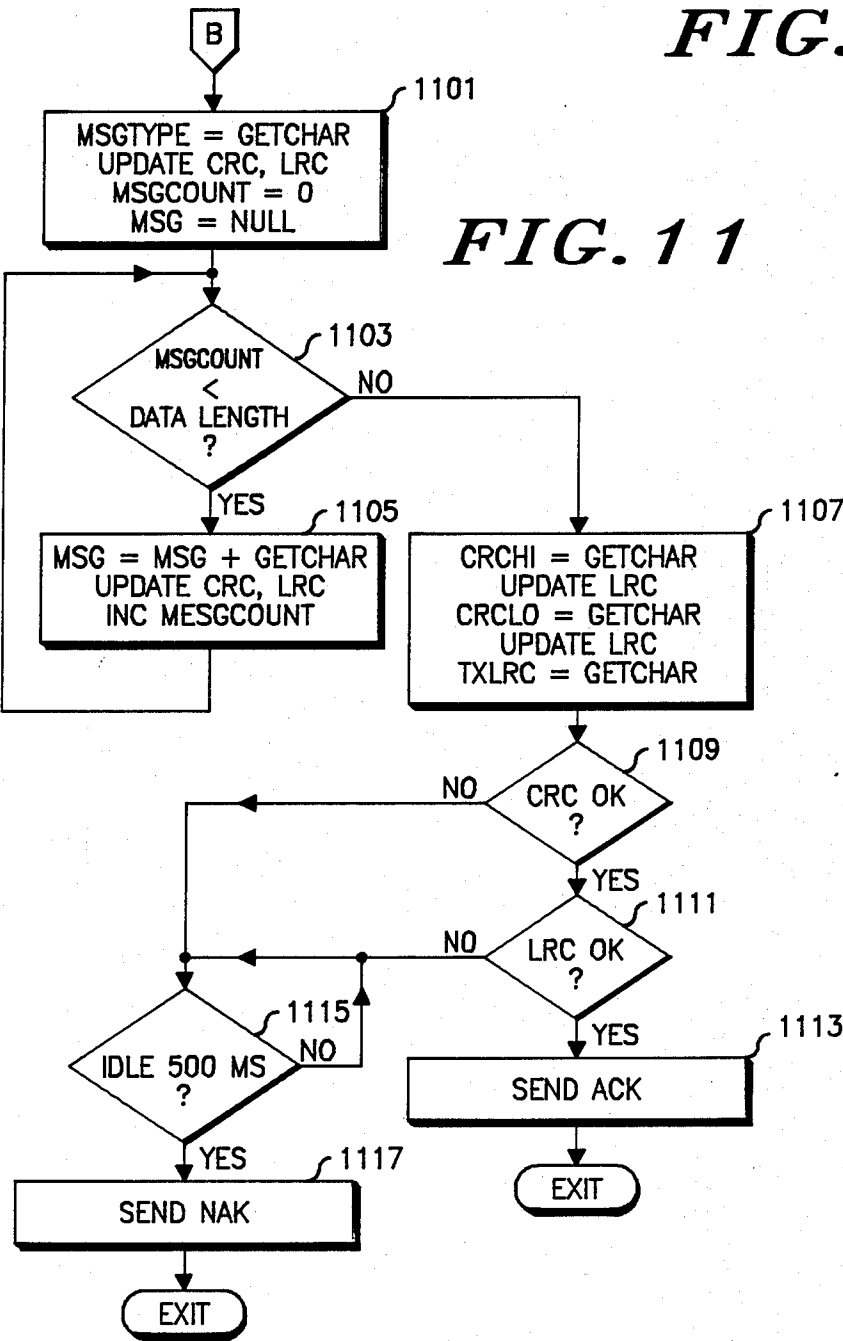 B
FIG.
1101
MSGTYPE = GETCHAR
UPDATE CRC, LRC
MSGCOUNT = 0
MSG = NULL
FIG. 11
1103
MSGCOUNT
<
DATA LENGTH
?
NO
YES
1105
MSG = MSG + GETCHAR
UPDATE CRC, LRC
INC MESGCOUNT
1107
CRCHI = GETCHAR
UPDATE LRC
CRCLO = GETCHAR
UPDATE LRC
TXLRC = GETCHAR
1109
CRC OK
?
NO
YES
1111
LRC OK
?
NO
YES
1113
SEND ACK
EXIT
1115
IDLE 500 MS
?
NO
YES
1117
SEND NAK
EXIT